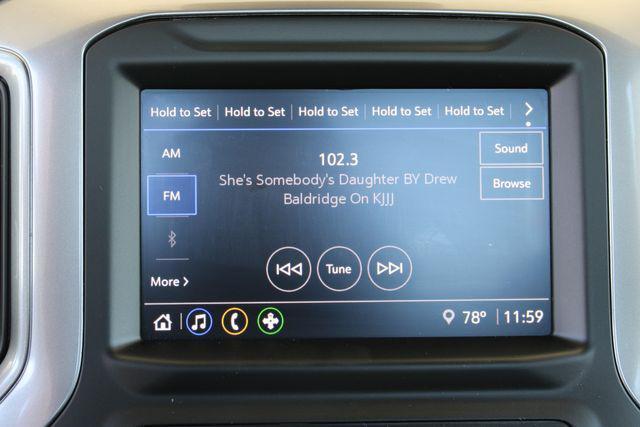 Hold to Set Hold to Set Hold to Set Hold to Set Hold to Set
AM
102.3
Sound
She's Somebody's Daughter BY Drew
Baldridge On KJJJ
FM
Browse
More
Tune
78° 11:59